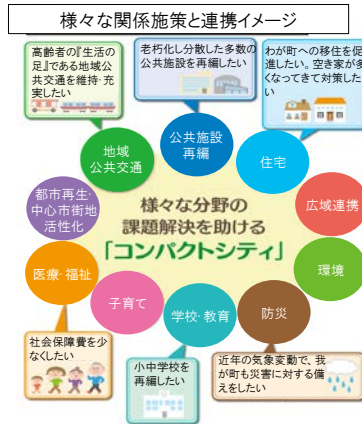 様々な関係施策と連携イメージ
高齢者の『生活の
足』である地域公
共交通を維持・充
実したい
老朽化し分散した多数の
公共施設を再編したい
わが町への移住を促
進したい。空き家が多
くなってきて対策した
い
地域
公共交通
公共施設
再編
住宅
都市再生・
中心市街地
活性化
様々な分野の
課題解決を助ける
「コンパクトシティ」
広域連携
医療・福祉
環境
子育て
学校・教育
防災
社会保障費を少
なくしたい
小中学校を
再編したい
近年の気象変動で、我
が町も災害に対する備
えをしたい